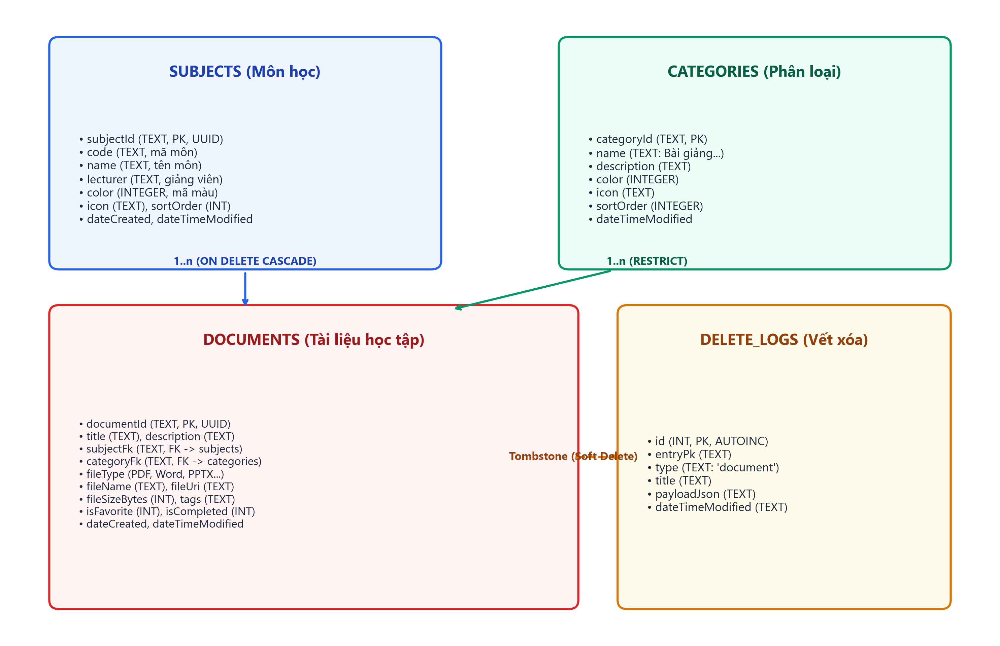 SUBJECTS (Môn học)
• subjectId (TEXT, PK, UUID)
• code (TEXT, mã môn)
• name (TEXT, tên môn)
• lecturer (TEXT, giảng viên)
• color (INTEGER, mã màu)
• icon (TEXT), sortOrder (INT)
• dateCreated, dateTimeModified
1..n (ON DELETE CASCADE)
CATEGORIES (Phân loại)
• categoryId (TEXT, PK)
• name (TEXT: Bài giảng...)
• description (TEXT)
• color (INTEGER)
• icon (TEXT)
• sortOrder (INTEGER)
• dateTimeModified
1..n (RESTRICT)
DOCUMENTS (Tài liệu học tập)
• documentId (TEXT, PK, UUID)
• title (TEXT), description (TEXT)
• subjectFk (TEXT, FK -> subjects)
• categoryFk (TEXT, FK -> categories)
• fileType (PDF, Word, PPTX...)
• fileName (TEXT), fileUri (TEXT)
• fileSizeBytes (INT), tags (TEXT)
• isFavorite (INT), isCompleted (INT)
• dateCreated, dateTimeModified
Tombstone (Soft Delete)
DELETE_LOGS (Vết xóa)
• id (INT, PK, AUTOINC)
• entryPk (TEXT)
• type (TEXT: 'document')
• title (TEXT)
• payloadJson (TEXT)
• dateTimeModified (TEXT)